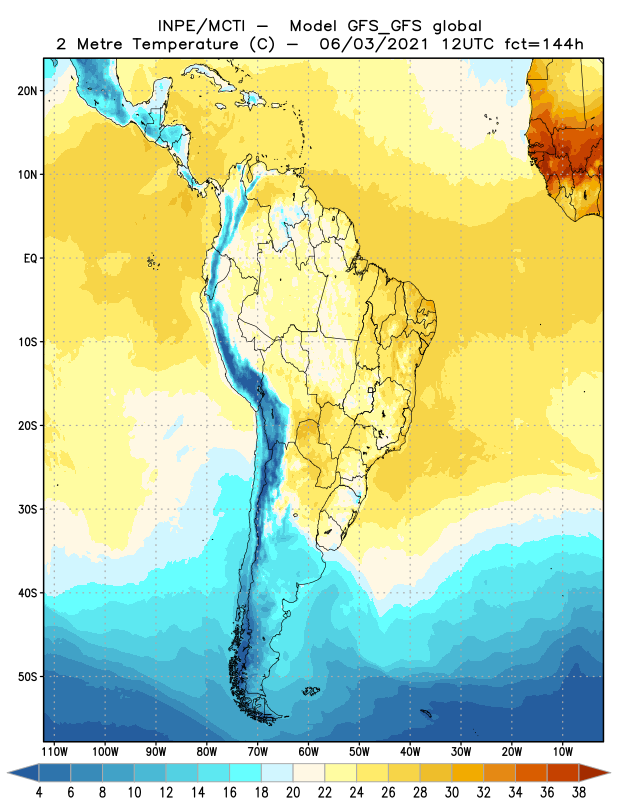 INPE/MCTI – Model GFS_GFS global
2 Metre Temperature (C) – 06/03/2021 12UTC fct=144h
20N
10N
EQ
10S
20S
30S
40S
50S
110W 100W 90W 80W 70W 60W 50W 40W 30W 20W 10W
4 6 8 10 12 14 16 18 20 22 24 26 28 30 32 34 36 38